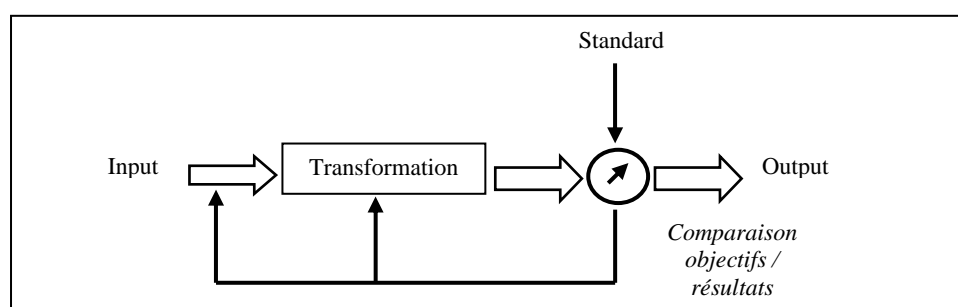 Standard
Input
Transformation
Output
Comparaison
objectifs /
résultats